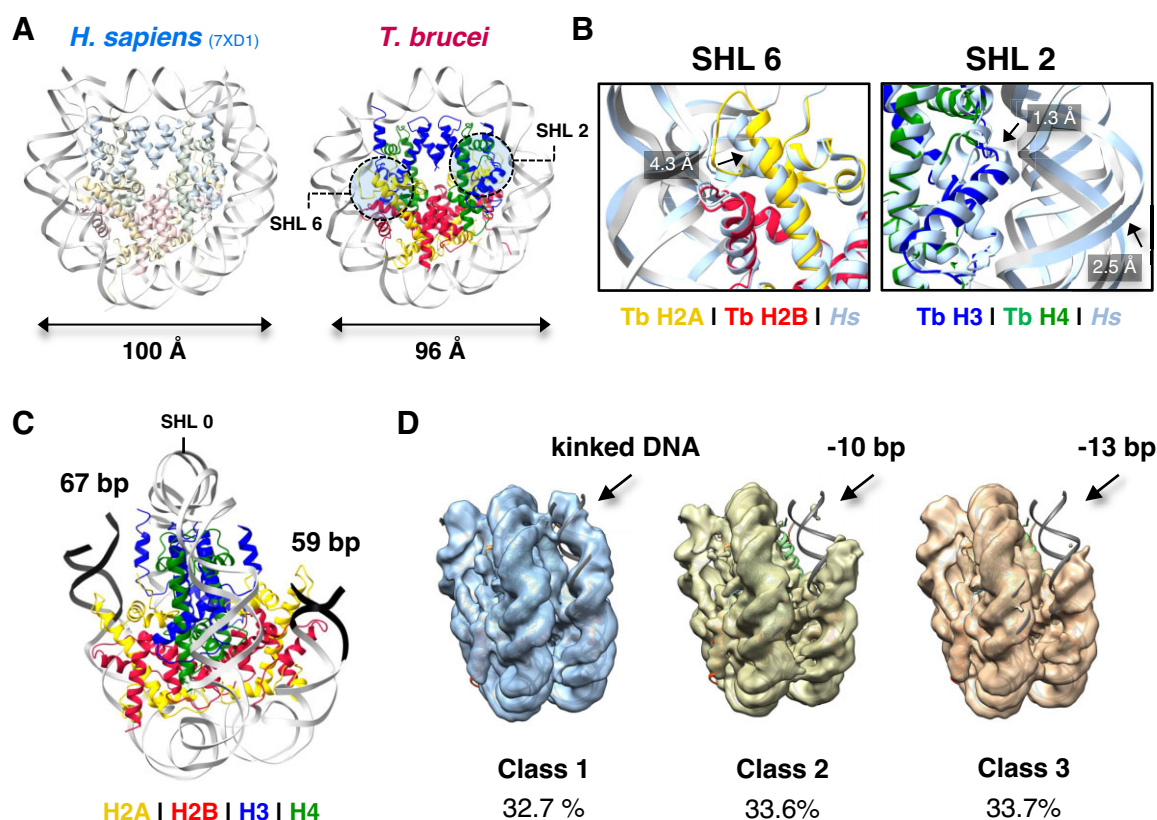 A
H. sapiens (7XD1)
T. brucei
SHL 2
SHL 6
100 Å
96 Å
B
SHL 6
SHL 2
4.3 Å
1.3 Å
2.5 Å
Tb H2A I Tb H2B I Hs
Tb H3 I Tb H4 I Hs
C
SHL 0
67 bp
59 bp
H2A I H2B I H3 I H4
D
kinked DNA
-10 bp
-13 bp
Class 1
Class 2
Class 3
32.7 %
33.6%
33.7%